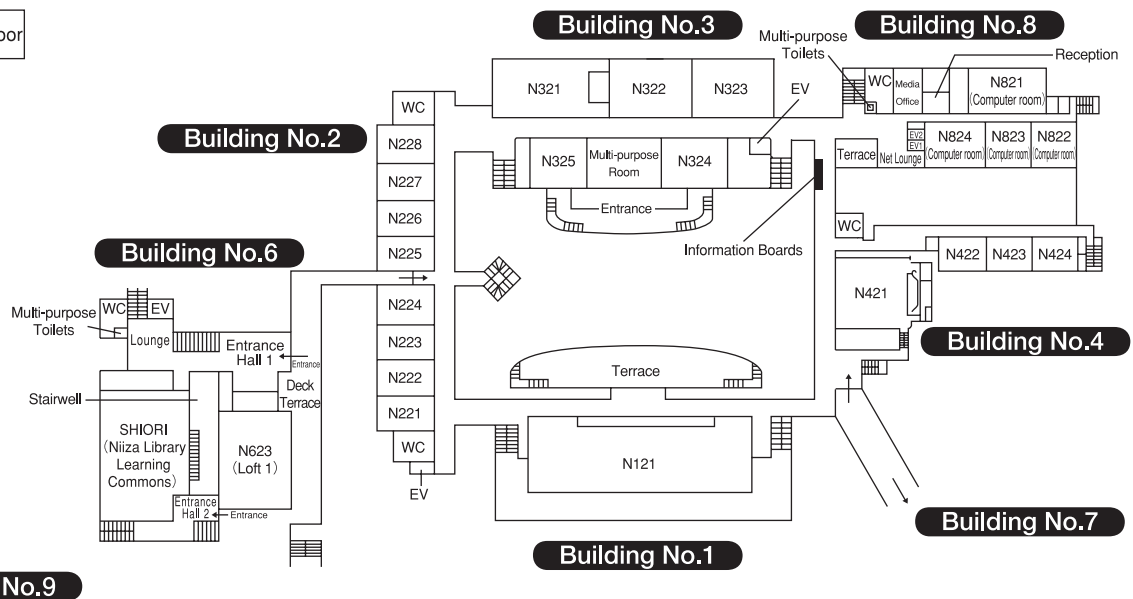 oor
Building No.3
Multi-purpose
Toilets
Building No.8
Reception
N321
N322
N323
EV
WC
Media
Office
N821
(Computer room)
WC
Building No.2
N228
N325
Multi-purpose
Room
N324
Terrace
EV2
EV1
Net Lounge
N824
(Computer room)
N823
(Computer room)
N822
(Computer room)
N227
N226
Entrance
Information Boards
WC
Building No.6
N225
N422
N423
N424
Multi-purpose
Toilets
WC
EV
Lounge
N224
N421
Entrance
Hall 1
Entrance
N223
Building No.4
Terrace
N222
Deck
Terrace
Stairwell
N221
SHIORI
(Niiza Library
Learning
Commons)
N623
(Loft 1)
WC
N121
EV
Entrance
Hall 2
Entrance
Building No.7
Building No.1
No.9